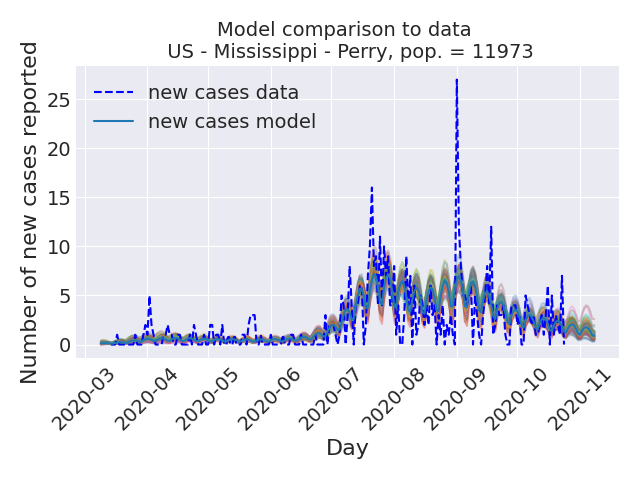 Model comparison to data
US - Mississippi - Perry, pop. = 11973
Number of new cases reported
25
20
15
10
5
0
new cases data
new cases model
2020-03
2020-04
2020-05
2020-06
2020-07
2020-08
2020-09
2020-10
2020-11
Day